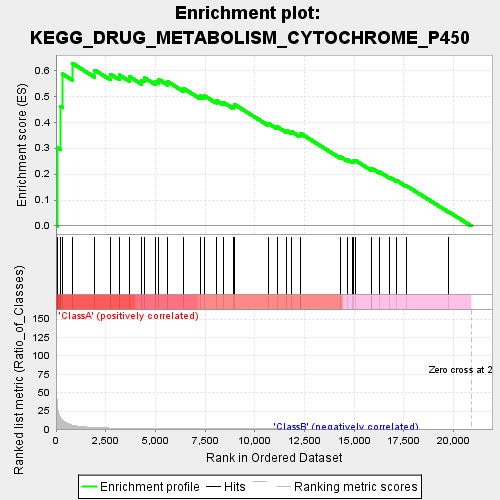 Enrichment plot:
KEGG_DRUG_METABOLISM_CYTOCHROME_P450
Enrichment score (ES)
0.6
0.5
0.4
0.3
0.2
0.1
0.0
'ClassA' (positively correlated)
Ranked list metric (Ratio_of_Classes)
150
125
100
75
50
25
0
Zero cross at 2
'ClassB' (negatively correlated)
0
2,500
5,000
7,500
10,000
12,500
15,000
17,500
20,000
Rank in Ordered Dataset
Enrichment profile
Hits
Ranking metric scores